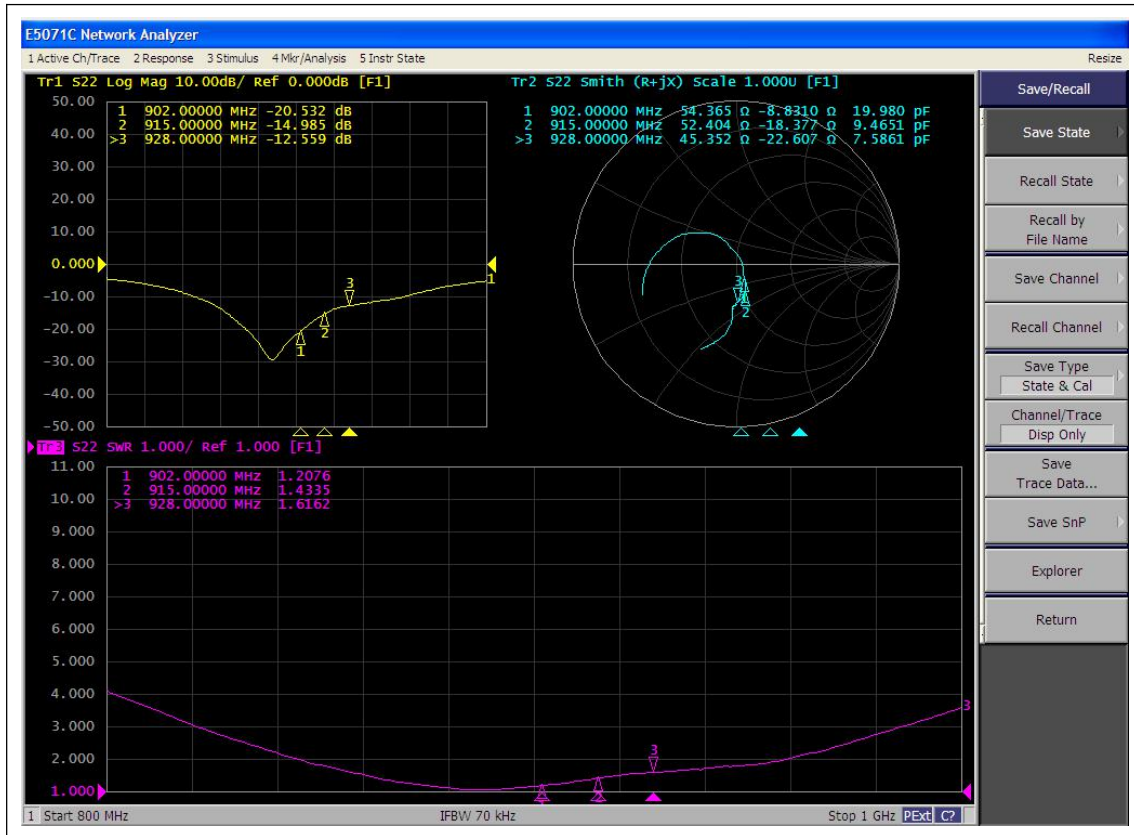 E5071C Network Analyzer
1 Active Ch/Trace 2 Response 3 Stimulus 4 Mkr/Analysis 5 Instr State Resize
Tr1 S22 Log Mag 10.00dB/ Ref 0.000dB [F1]
50.00
1 902.00000 MHz -20.532 dB
2 915.00000 MHz -14.985 dB
>3 928.00000 MHz -12.559 dB
40.00
30.00
20.00
10.00
0.000
-10.00
-20.00
-30.00
-40.00
-50.00
3
1
2
1
Tr2 S22 Smith (R+jX) Scale 1.000U [F1]
1 902.00000 MHz 54.365 Ω -8.8310 Ω 19.980 pF
2 915.00000 MHz 52.404 Ω -18.377 Ω 9.4651 pF
>3 928.00000 MHz 45.352 Ω -22.607 Ω 7.5861 pF
3
2
Tr3 S22 SWR 1.000/ Ref 1.000 [F1]
11.00
1 902.00000 MHz 1.2076
2 915.00000 MHz 1.4335
>3 928.00000 MHz 1.6162
10.00
9.000
8.000
7.000
6.000
5.000
4.000
3.000
2.000
1.000
3
3
1 Start 800 MHz IFBW 70 kHz Stop 1 GHz PExt C?
Save/Recall
Save State
Recall State
Recall by
File Name
Save Channel
Recall Channel
Save Type
State & Cal
Channel/Trace
Disp Only
Save
Trace Data...
Save SnP
Explorer
Return